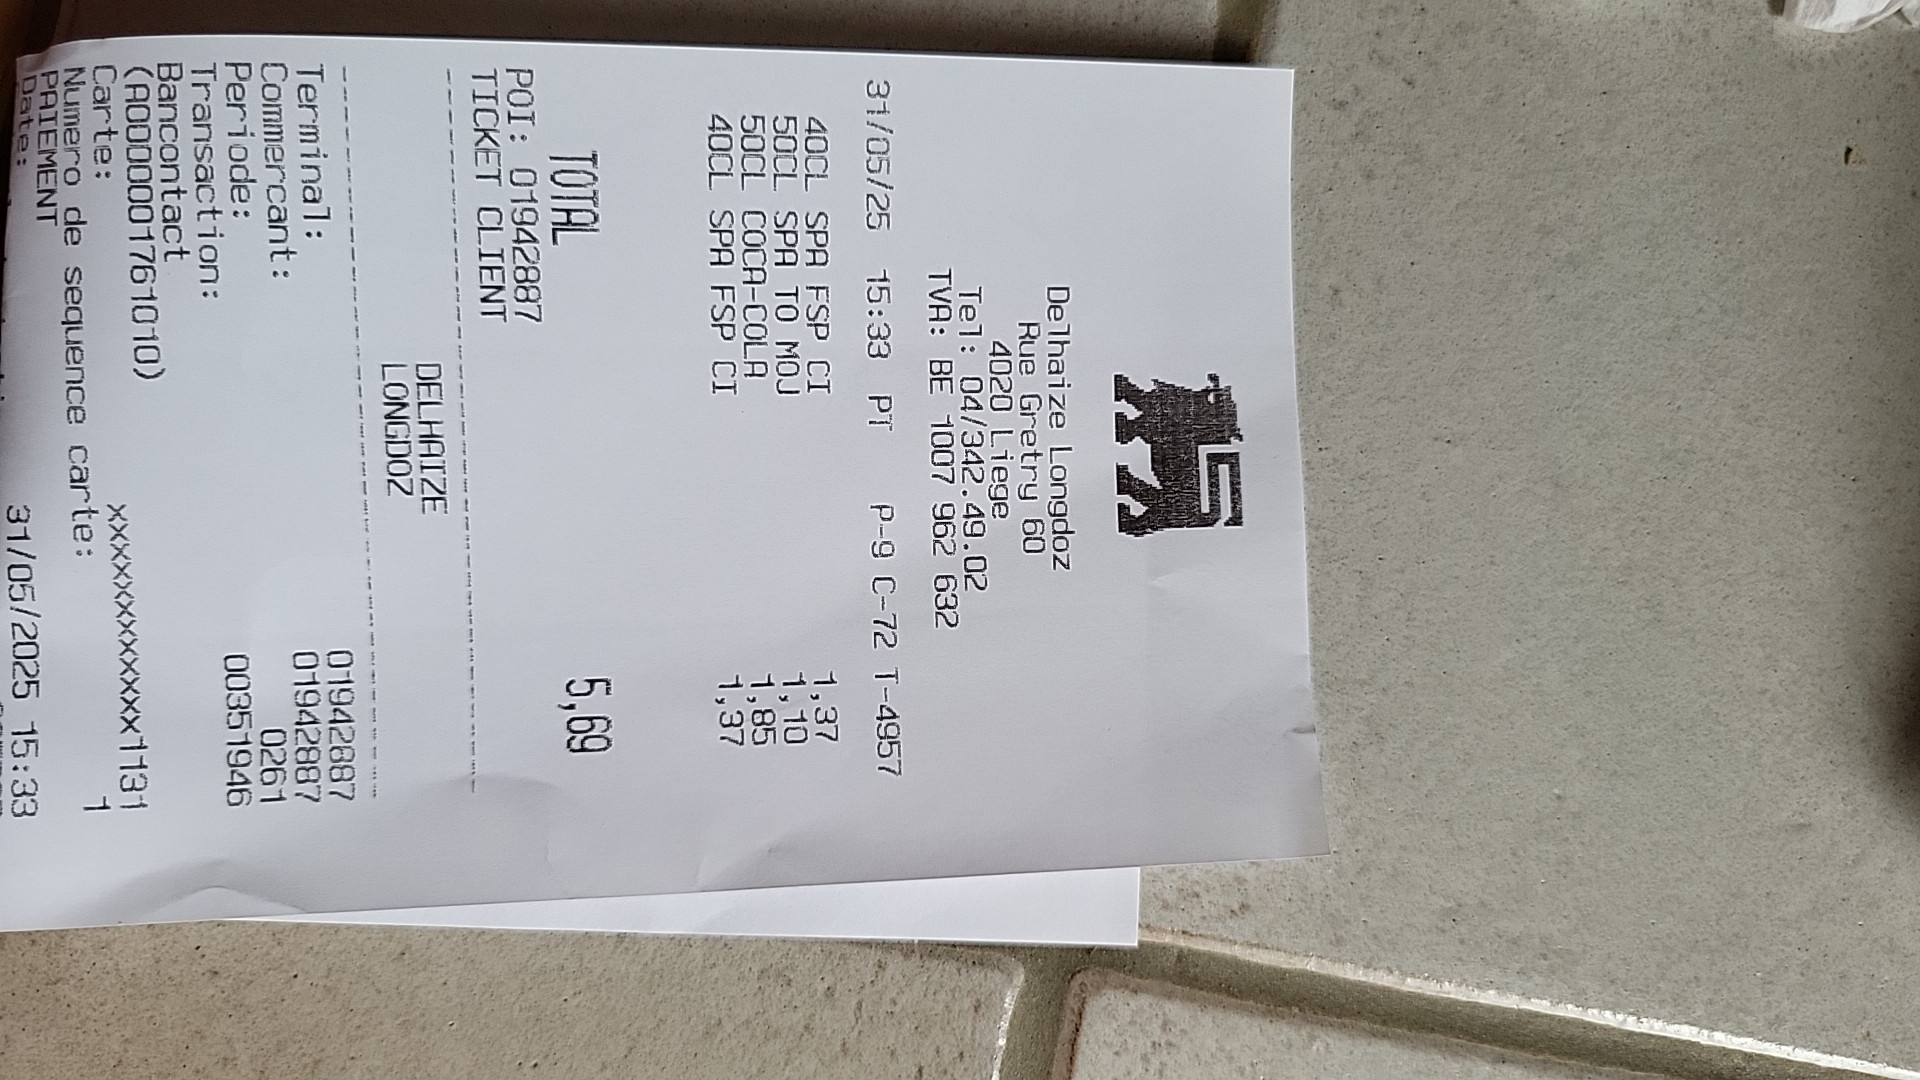 Delhaize Longdoz
Rue Gretry 60
4020 Liege
Tel: 04/342.49.02
TVA: BE 1007 962 632
31/05/25 15:33 PT P-9 C-72 T-4957
40CL SPA FSP CI 1,37
50CL SPA TO MOJ 1,10
50CL COCA-COLA 1,85
40CL SPA FSP CI 1,37
TOTAL 5,69
POI: 01942887
TICKET CLIENT
DELHAIZE
LONGDOZ
Terminal: 01942887
Commercant: 01942887
Periode: 0261
Transaction: 00351946
Bancontact
(A0000001761010)
Carte: xxxxxxxxxxxxx1131
Numero de sequence carte: 1
PAIEMENT
Date: 31/05/2025 15:33